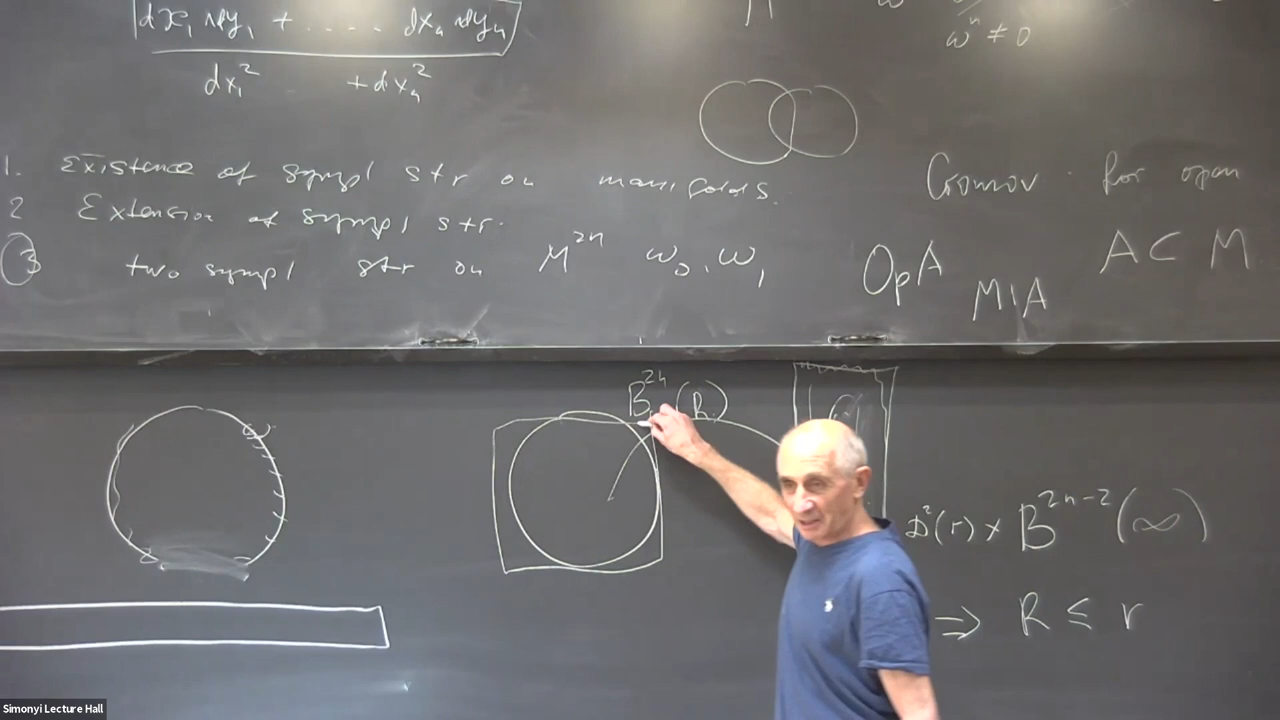 dx₁∧dy₁ + ..... dxₙ∧dyₙ
dx₁² + dxₙ²
ω
ωⁿ ≠ 0
1. Existence of sympl str on manifolds.
2 Extension of sympl str.
3 two sympl str on M²ⁿ ω₀, ω₁
Gromov. for open
OpA
MIA
ACM
B²ⁿ(R)
D²(r) × B²ⁿ⁻²(∞)
⇒ R ≤ r
Simonyi Lecture Hall